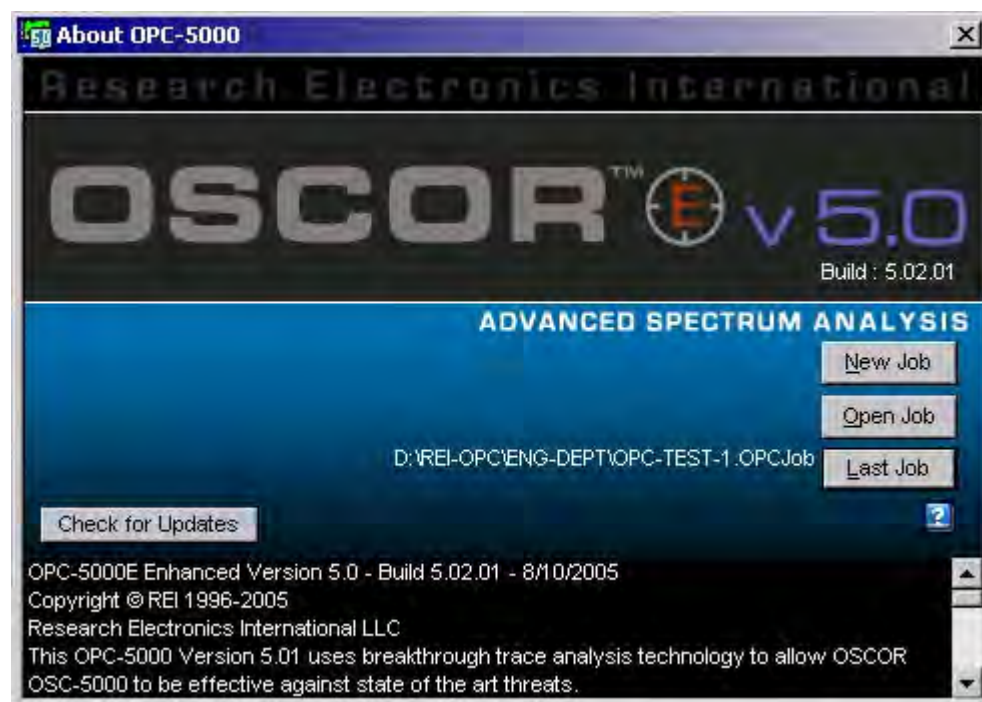 About OPC-5000
Research Electronics International
OSCOR™ E v 5.0
Build : 5.02.01
ADVANCED SPECTRUM ANALYSIS
New Job
Open Job
D:\REI-OPC\ENG-DEPT\OPC-TEST-1.OPCJob
Last Job
Check for Updates
OPC-5000E Enhanced Version 5.0 - Build 5.02.01 - 8/10/2005
Copyright © REI 1996-2005
Research Electronics International LLC
This OPC-5000 Version 5.01 uses breakthrough trace analysis technology to allow OSCOR
OSC-5000 to be effective against state of the art threats.